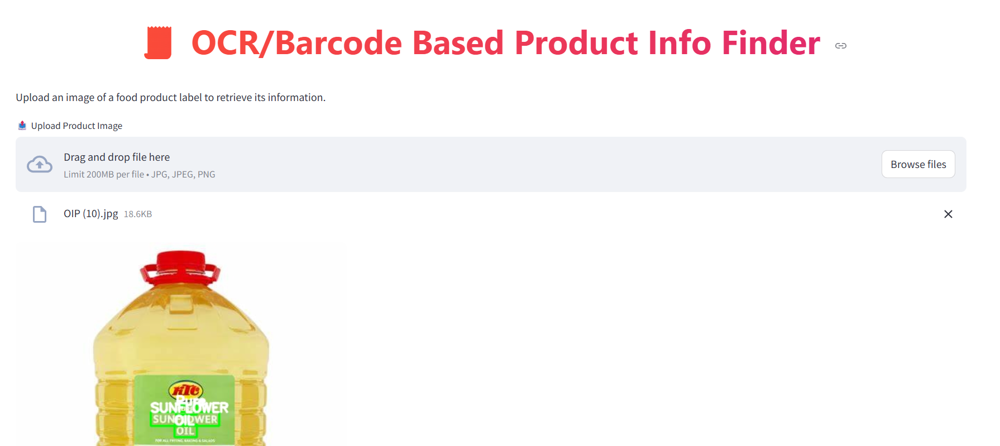 OCR/Barcode Based Product Info Finder
Upload an image of a food product label to retrieve its information.
Upload Product Image
Drag and drop file here
Limit 200MB per file • JPG, JPEG, PNG
Browse files
OIP (10).jpg 18.6KB
KTC
Pure
SUNFLOWER
SUNFLOWER
OIL
OIL
FOR ALL FRYING, BAKING & SALADS